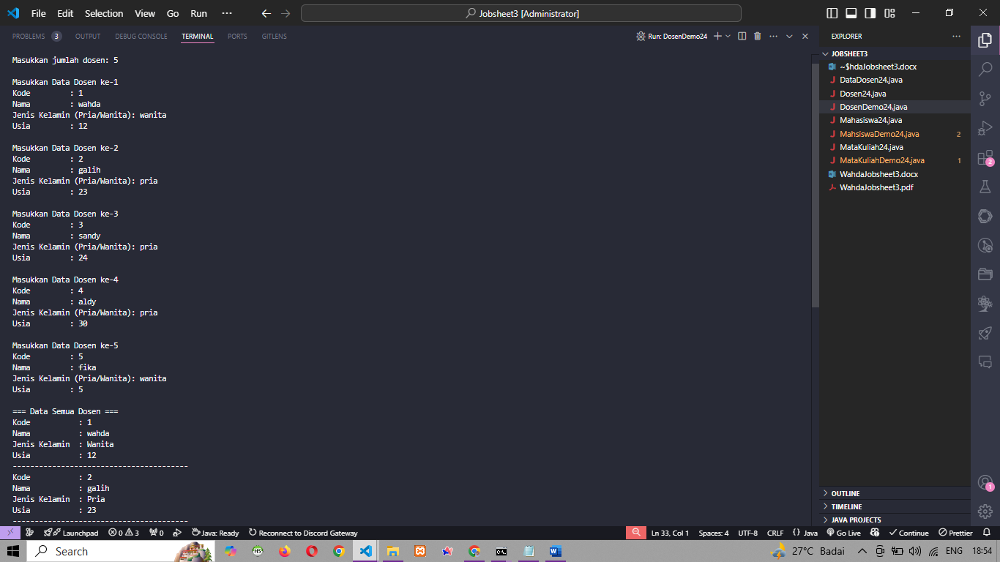 File Edit Selection View Go Run ··· Jobsheet3 [Administrator]
PROBLEMS 3 OUTPUT DEBUG CONSOLE TERMINAL PORTS GITLENS Run: DosenDemo24
Masukkan jumlah dosen: 5
Masukkan Data Dosen ke-1
Kode : 1
Nama : wahda
Jenis Kelamin (Pria/Wanita): wanita
Usia : 12
Masukkan Data Dosen ke-2
Kode : 2
Nama : galih
Jenis Kelamin (Pria/Wanita): pria
Usia : 23
Masukkan Data Dosen ke-3
Kode : 3
Nama : sandy
Jenis Kelamin (Pria/Wanita): pria
Usia : 24
Masukkan Data Dosen ke-4
Kode : 4
Nama : aldy
Jenis Kelamin (Pria/Wanita): pria
Usia : 30
Masukkan Data Dosen ke-5
Kode : 5
Nama : fika
Jenis Kelamin (Pria/Wanita): wanita
Usia : 5
=== Data Semua Dosen ===
Kode : 1
Nama : wahda
Jenis Kelamin : Wanita
Usia : 12
----------------------------------------
Kode : 2
Nama : galih
Jenis Kelamin : Pria
Usia : 23
----------------------------------------
EXPLORER
JOBSHEET3
~$hdaJobsheet3.docx
DataDosen24.java
Dosen24.java
DosenDemo24.java
Mahasiswa24.java
MahsiswaDemo24.java 2
MataKuliah24.java
MataKuliahDemo24.java 1
WahdaJobsheet3.docx
WahdaJobsheet3.pdf
OUTLINE
TIMELINE
JAVA PROJECTS
2
1
Launchpad 0 3 0 Java: Ready Reconnect to Discord Gateway Ln 33, Col 1 Spaces: 4 UTF-8 CRLF {} Java Go Live Continue Prettier
Search 27°C Badai ENG 18:54